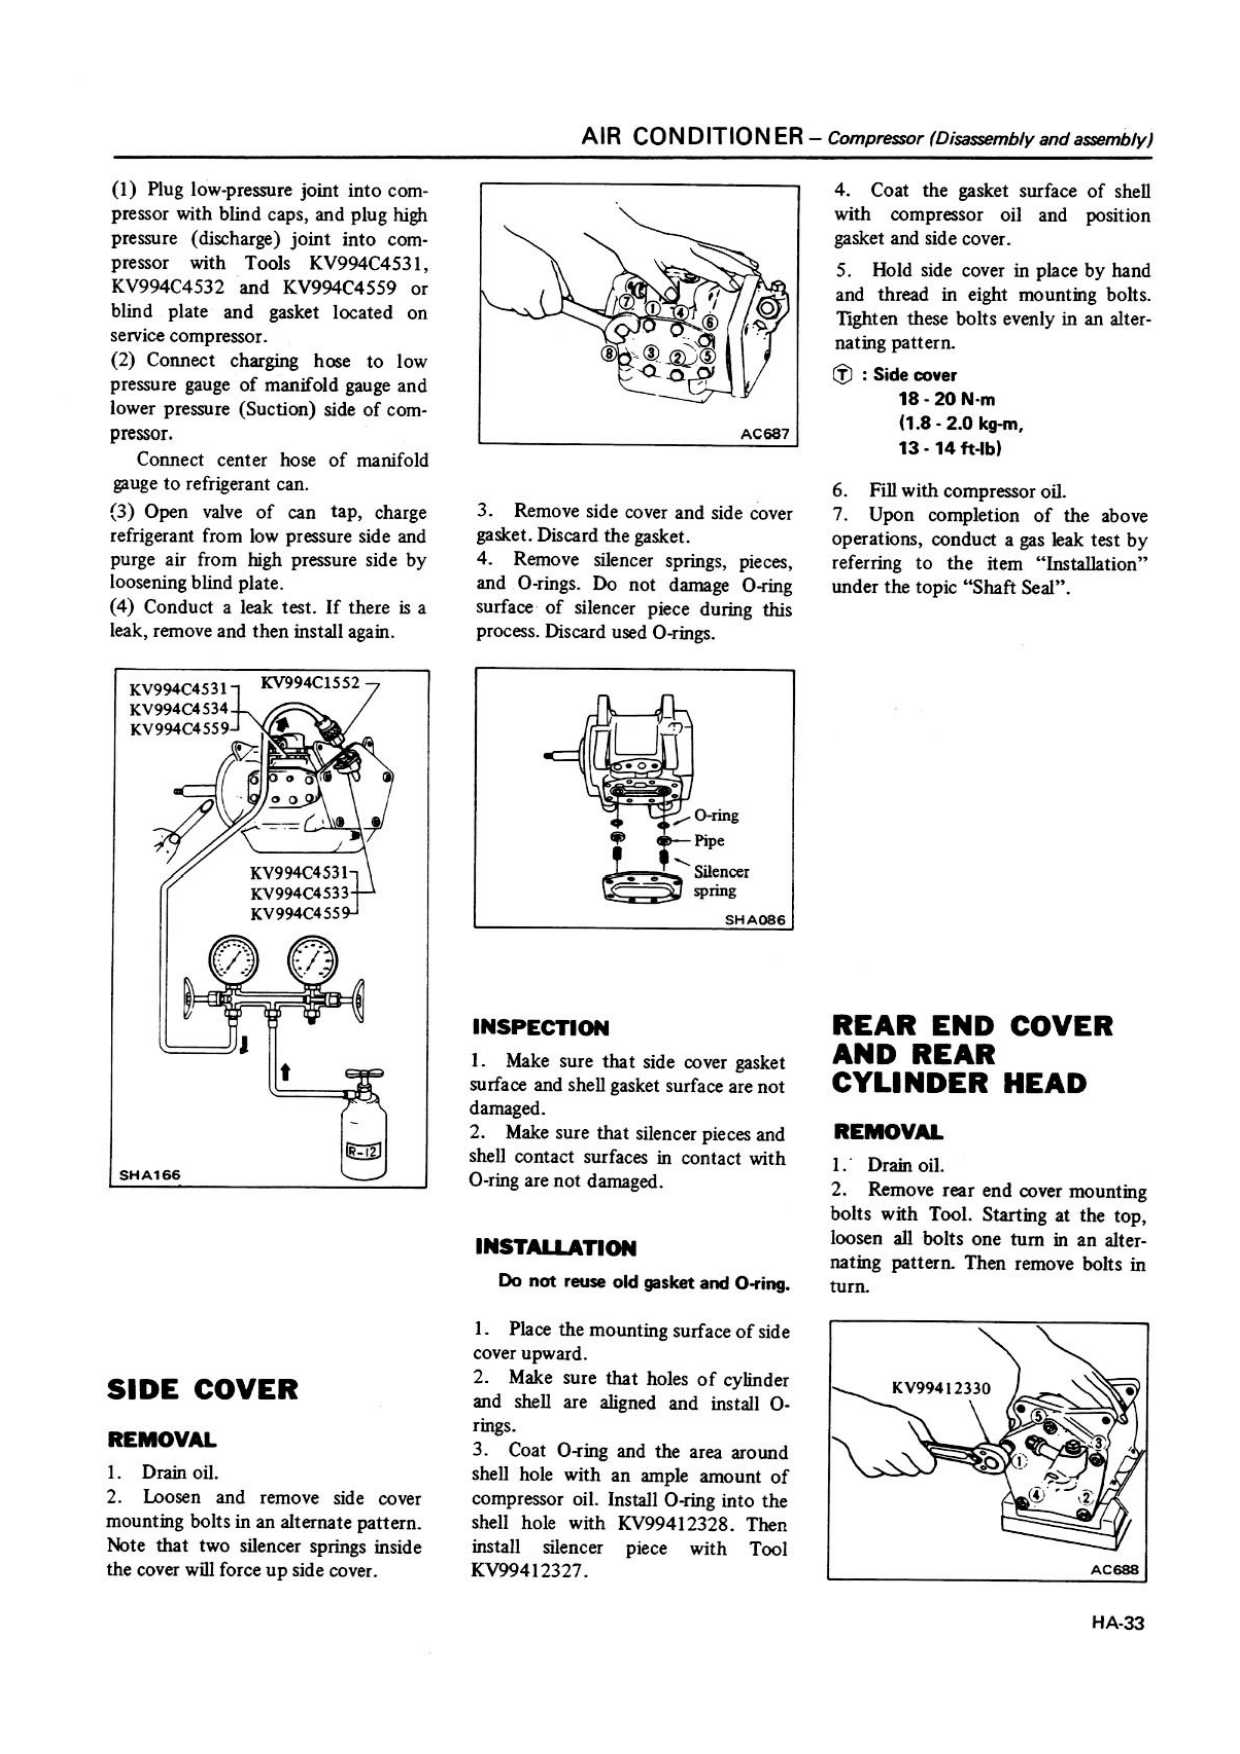 AIR CONDITIONER – Compressor (Disassembly and assembly)
(1) Plug low-pressure joint into com-
pressor with blind caps, and plug high
pressure (discharge) joint into com-
pressor with Tools KV994C4531,
KV994C4532 and KV994C4559 or
blind plate and gasket located on
service compressor.
(2) Connect charging hose to low
pressure gauge of manifold gauge and
lower pressure (Suction) side of com-
pressor.
Connect center hose of manifold
gauge to refrigerant can.
(3) Open valve of can tap, charge
refrigerant from low pressure side and
purge air from high pressure side by
loosening blind plate.
(4) Conduct a leak test. If there is a
leak, remove and then install again.
KV994C4531
KV994C4534
KV994C4559
KV994C1552
KV994C4531
KV994C4533
KV994C4559
R-12
SHA166
SIDE COVER
REMOVAL
1. Drain oil.
2. Loosen and remove side cover
mounting bolts in an alternate pattern.
Note that two silencer springs inside
the cover will force up side cover.
⑦ ① ④ ⑥
⑧ ③ ② ⑤
AC687
3. Remove side cover and side cover
gasket. Discard the gasket.
4. Remove silencer springs, pieces,
and O-rings. Do not damage O-ring
surface of silencer piece during this
process. Discard used O-rings.
O-ring
Pipe
Silencer
spring
SHA086
INSPECTION
1. Make sure that side cover gasket
surface and shell gasket surface are not
damaged.
2. Make sure that silencer pieces and
shell contact surfaces in contact with
O-ring are not damaged.
INSTALLATION
Do not reuse old gasket and O-ring.
1. Place the mounting surface of side
cover upward.
2. Make sure that holes of cylinder
and shell are aligned and install O-
rings.
3. Coat O-ring and the area around
shell hole with an ample amount of
compressor oil. Install O-ring into the
shell hole with KV99412328. Then
install silencer piece with Tool
KV99412327.
4. Coat the gasket surface of shell
with compressor oil and position
gasket and side cover.
5. Hold side cover in place by hand
and thread in eight mounting bolts.
Tighten these bolts evenly in an alter-
nating pattern.
Ⓣ : Side cover
18 - 20 N·m
(1.8 - 2.0 kg-m,
13 - 14 ft-lb)
6. Fill with compressor oil.
7. Upon completion of the above
operations, conduct a gas leak test by
referring to the item “Installation”
under the topic “Shaft Seal”.
REAR END COVER
AND REAR
CYLINDER HEAD
REMOVAL
1. Drain oil.
2. Remove rear end cover mounting
bolts with Tool. Starting at the top,
loosen all bolts one turn in an alter-
nating pattern. Then remove bolts in
turn.
KV99412330
⑤ ③
①
④ ②
AC688
HA-33